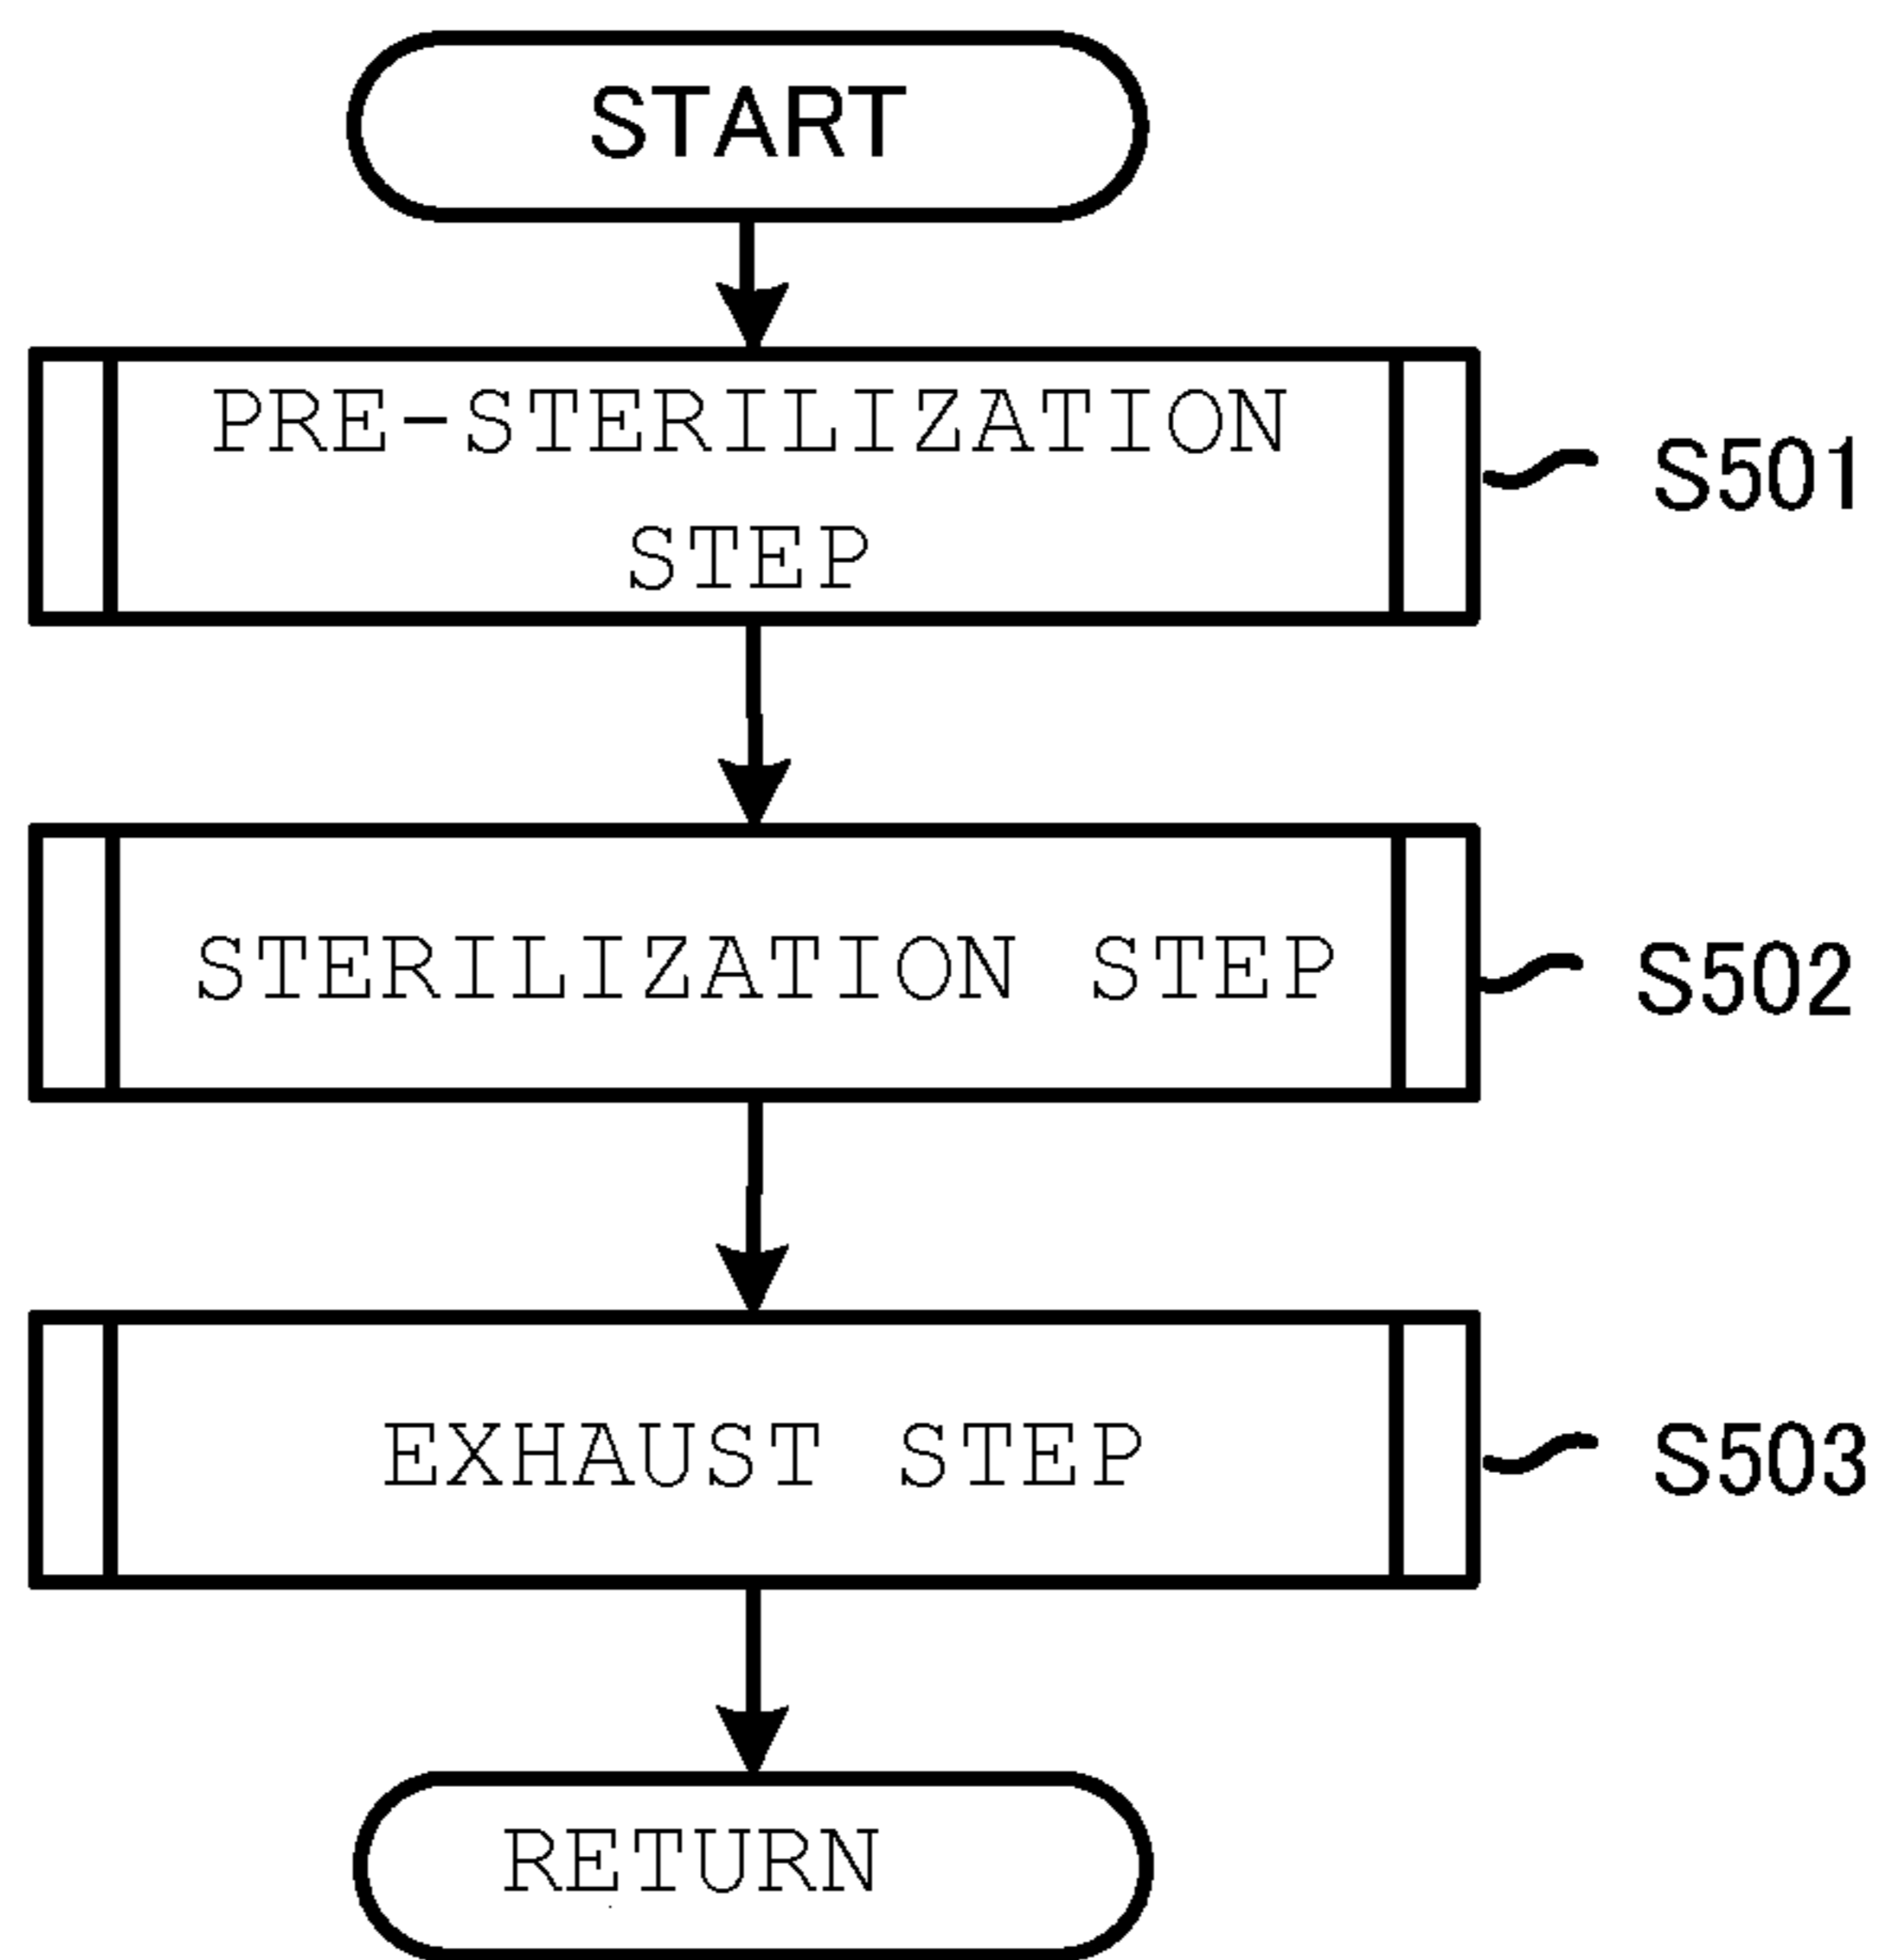 START
PRE-STERILIZATION
STEP
S501
STERILIZATION STEP
S502
EXHAUST STEP
S503
RETURN